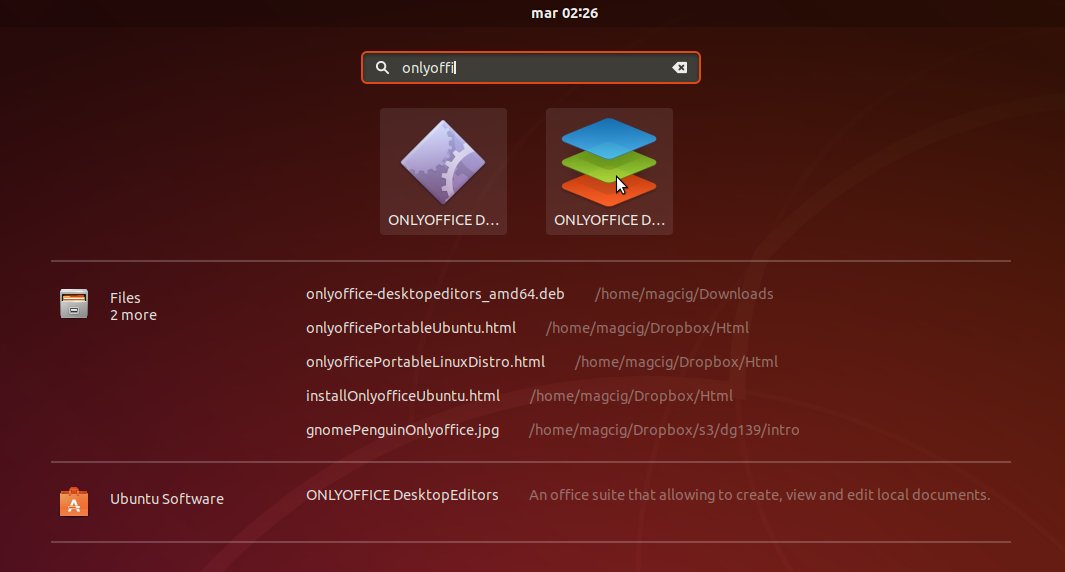 mar 02:26
onlyoffi
ONLYOFFICE D...
ONLYOFFICE D...
Files
2 more
onlyoffice-desktopeditors_amd64.deb /home/magcig/Downloads
onlyofficePortableUbuntu.html /home/magcig/Dropbox/Html
onlyofficePortableLinuxDistro.html /home/magcig/Dropbox/Html
installOnlyofficeUbuntu.html /home/magcig/Dropbox/Html
gnomePenguinOnlyoffice.jpg /home/magcig/Dropbox/s3/dg139/intro
Ubuntu Software
ONLYOFFICE DesktopEditors An office suite that allowing to create, view and edit local documents.